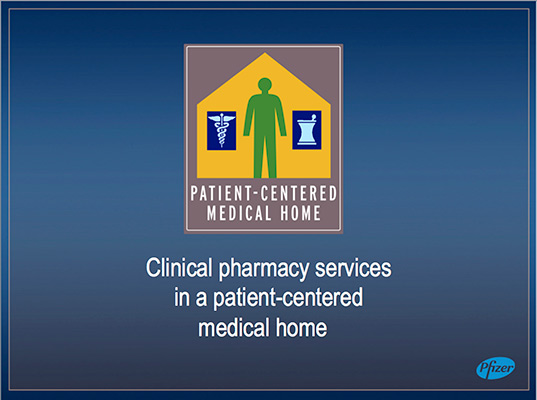 PATIENT-CENTERED
MEDICAL HOME
Clinical pharmacy services
in a patient-centered
medical home
Pfizer